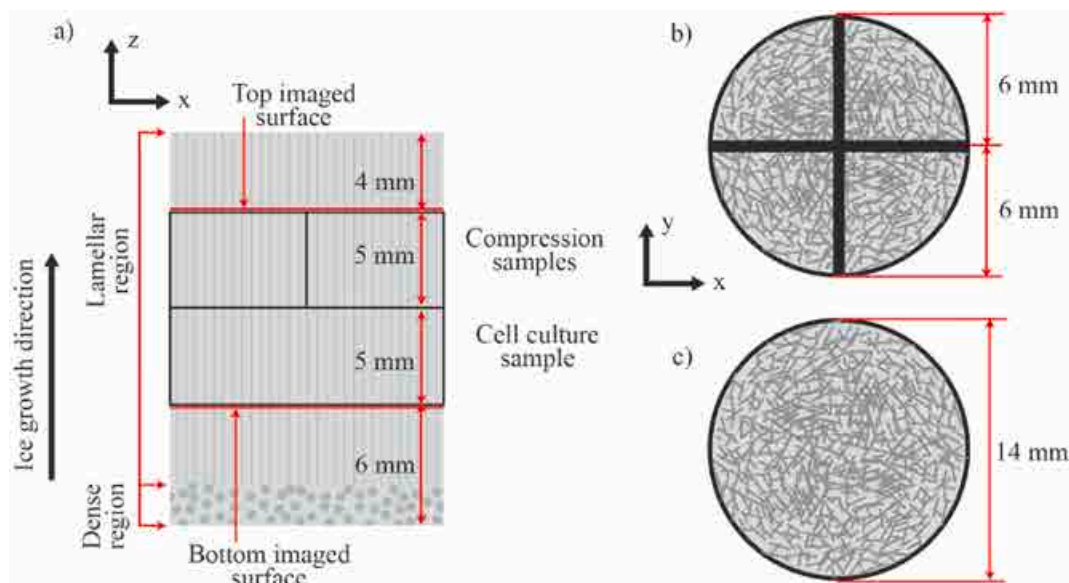 a)
z
x
Top imaged
surface
4 mm
5 mm
5 mm
6 mm
Lamellar
region
Ice growth direction
Dense
region
Bottom imaged
surface
Compression
samples
Cell culture
sample
b)
6 mm
6 mm
y
x
c)
14 mm